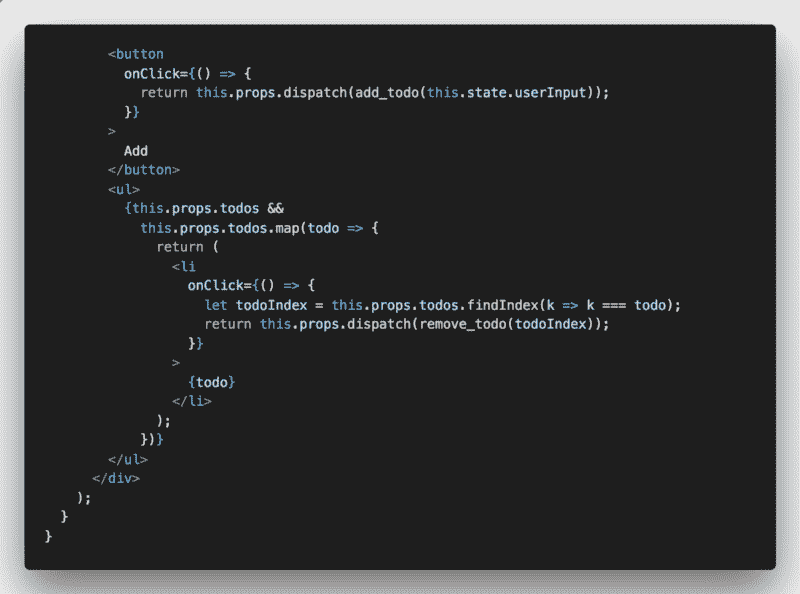 <button
onClick={() => {
return this.props.dispatch(add_todo(this.state.userInput));
}}
>
Add
</button>
<ul>
{this.props.todos &&
this.props.todos.map(todo => {
return (
<li
onClick={() => {
let todoIndex = this.props.todos.findIndex(k => k === todo);
return this.props.dispatch(remove_todo(todoIndex));
}}
>
{todo}
</li>
);
})}
</ul>
</div>
);
}
}